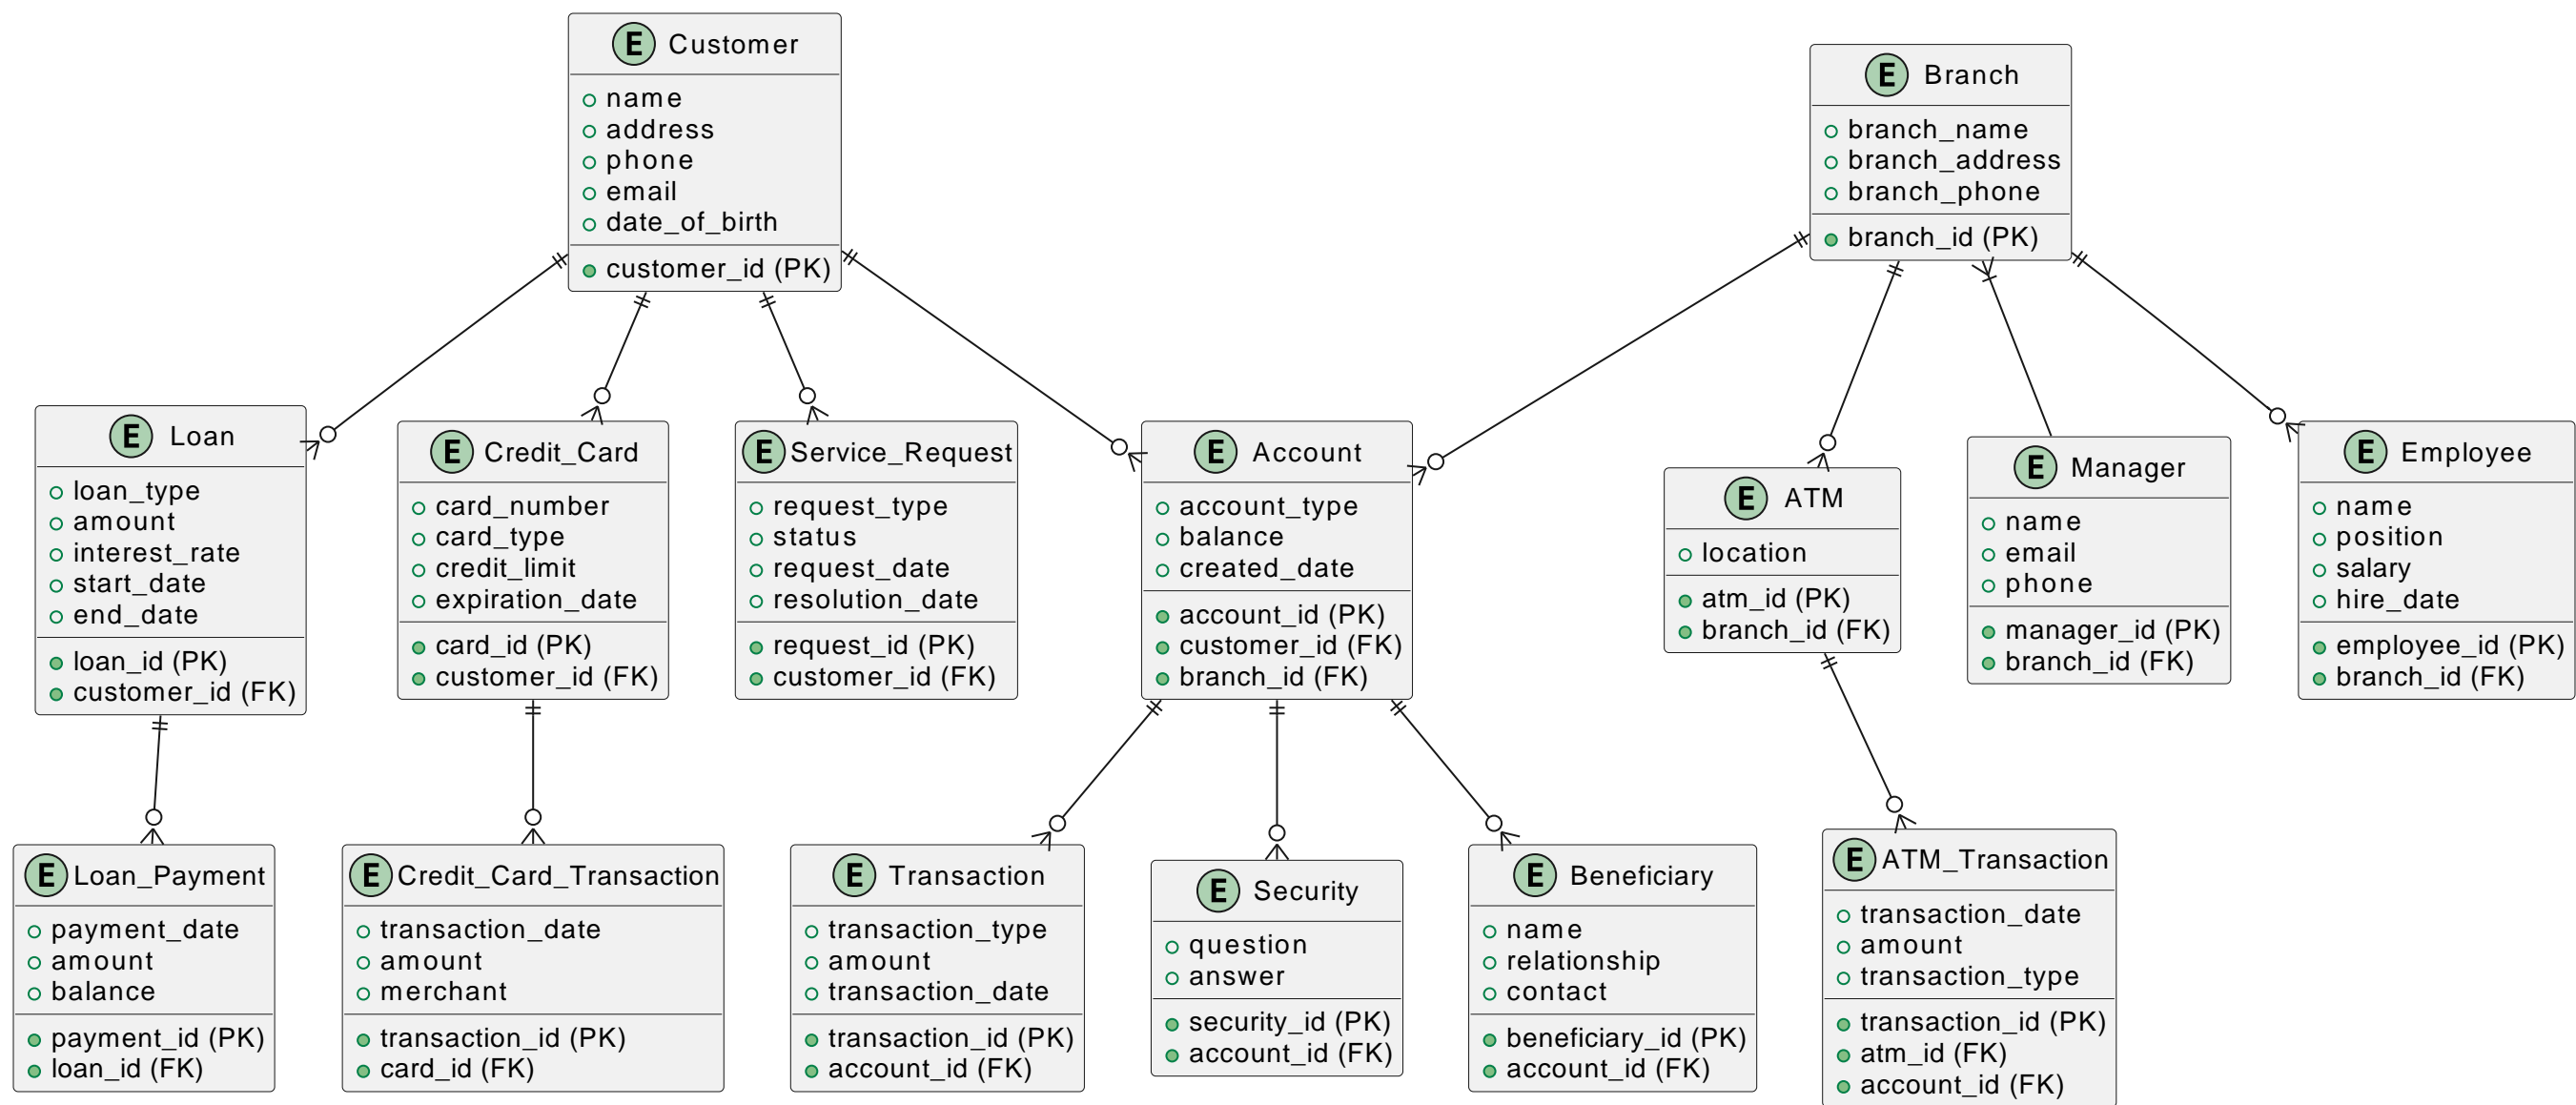 E Customer
name
address
phone
email
date_of_birth
customer_id (PK)
E Branch
branch_name
branch_address
branch_phone
branch_id (PK)
E Loan
loan_type
amount
interest_rate
start_date
end_date
loan_id (PK)
customer_id (FK)
E Credit_Card
card_number
card_type
credit_limit
expiration_date
card_id (PK)
customer_id (FK)
E Service_Request
request_type
status
request_date
resolution_date
request_id (PK)
customer_id (FK)
E Account
account_type
balance
created_date
account_id (PK)
customer_id (FK)
branch_id (FK)
E ATM
location
atm_id (PK)
branch_id (FK)
E Manager
name
email
phone
manager_id (PK)
branch_id (FK)
E Employee
name
position
salary
hire_date
employee_id (PK)
branch_id (FK)
E Loan_Payment
payment_date
amount
balance
payment_id (PK)
loan_id (FK)
E Credit_Card_Transaction
transaction_date
amount
merchant
transaction_id (PK)
card_id (FK)
E Transaction
transaction_type
amount
transaction_date
transaction_id (PK)
account_id (FK)
E Security
question
answer
security_id (PK)
account_id (FK)
E Beneficiary
name
relationship
contact
beneficiary_id (PK)
account_id (FK)
E ATM_Transaction
transaction_date
amount
transaction_type
transaction_id (PK)
atm_id (FK)
account_id (FK)